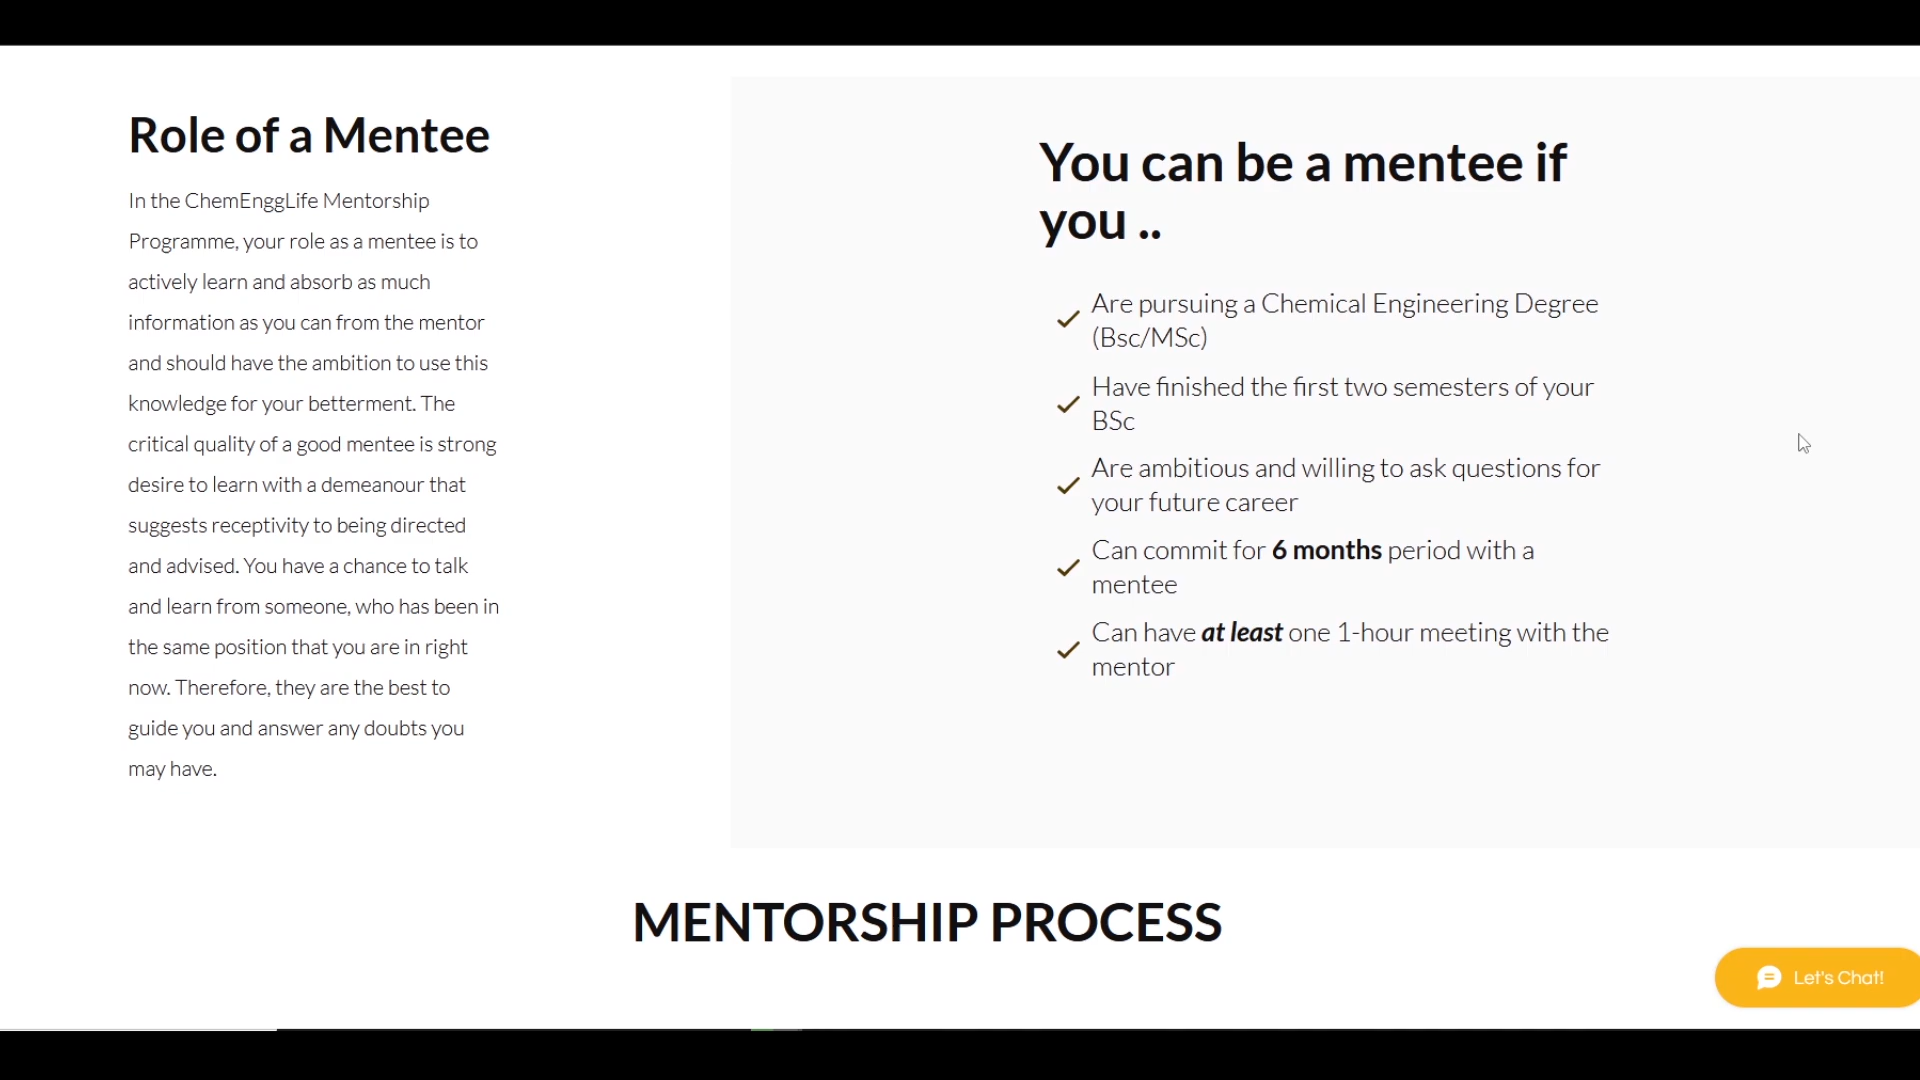 Role of a Mentee
In the ChemEnggLife Mentorship
Programme, your role as a mentee is to
actively learn and absorb as much
information as you can from the mentor
and should have the ambition to use this
knowledge for your betterment. The
critical quality of a good mentee is strong
desire to learn with a demeanour that
suggests receptivity to being directed
and advised. You have a chance to talk
and learn from someone, who has been in
the same position that you are in right
now. Therefore, they are the best to
guide you and answer any doubts you
may have.
You can be a mentee if
you ..
Are pursuing a Chemical Engineering Degree
(Bsc/MSc)
Have finished the first two semesters of your
BSc
Are ambitious and willing to ask questions for
your future career
Can commit for 6 months period with a
mentee
Can have at least one 1-hour meeting with the
mentor
MENTORSHIP PROCESS
Let's Chat!